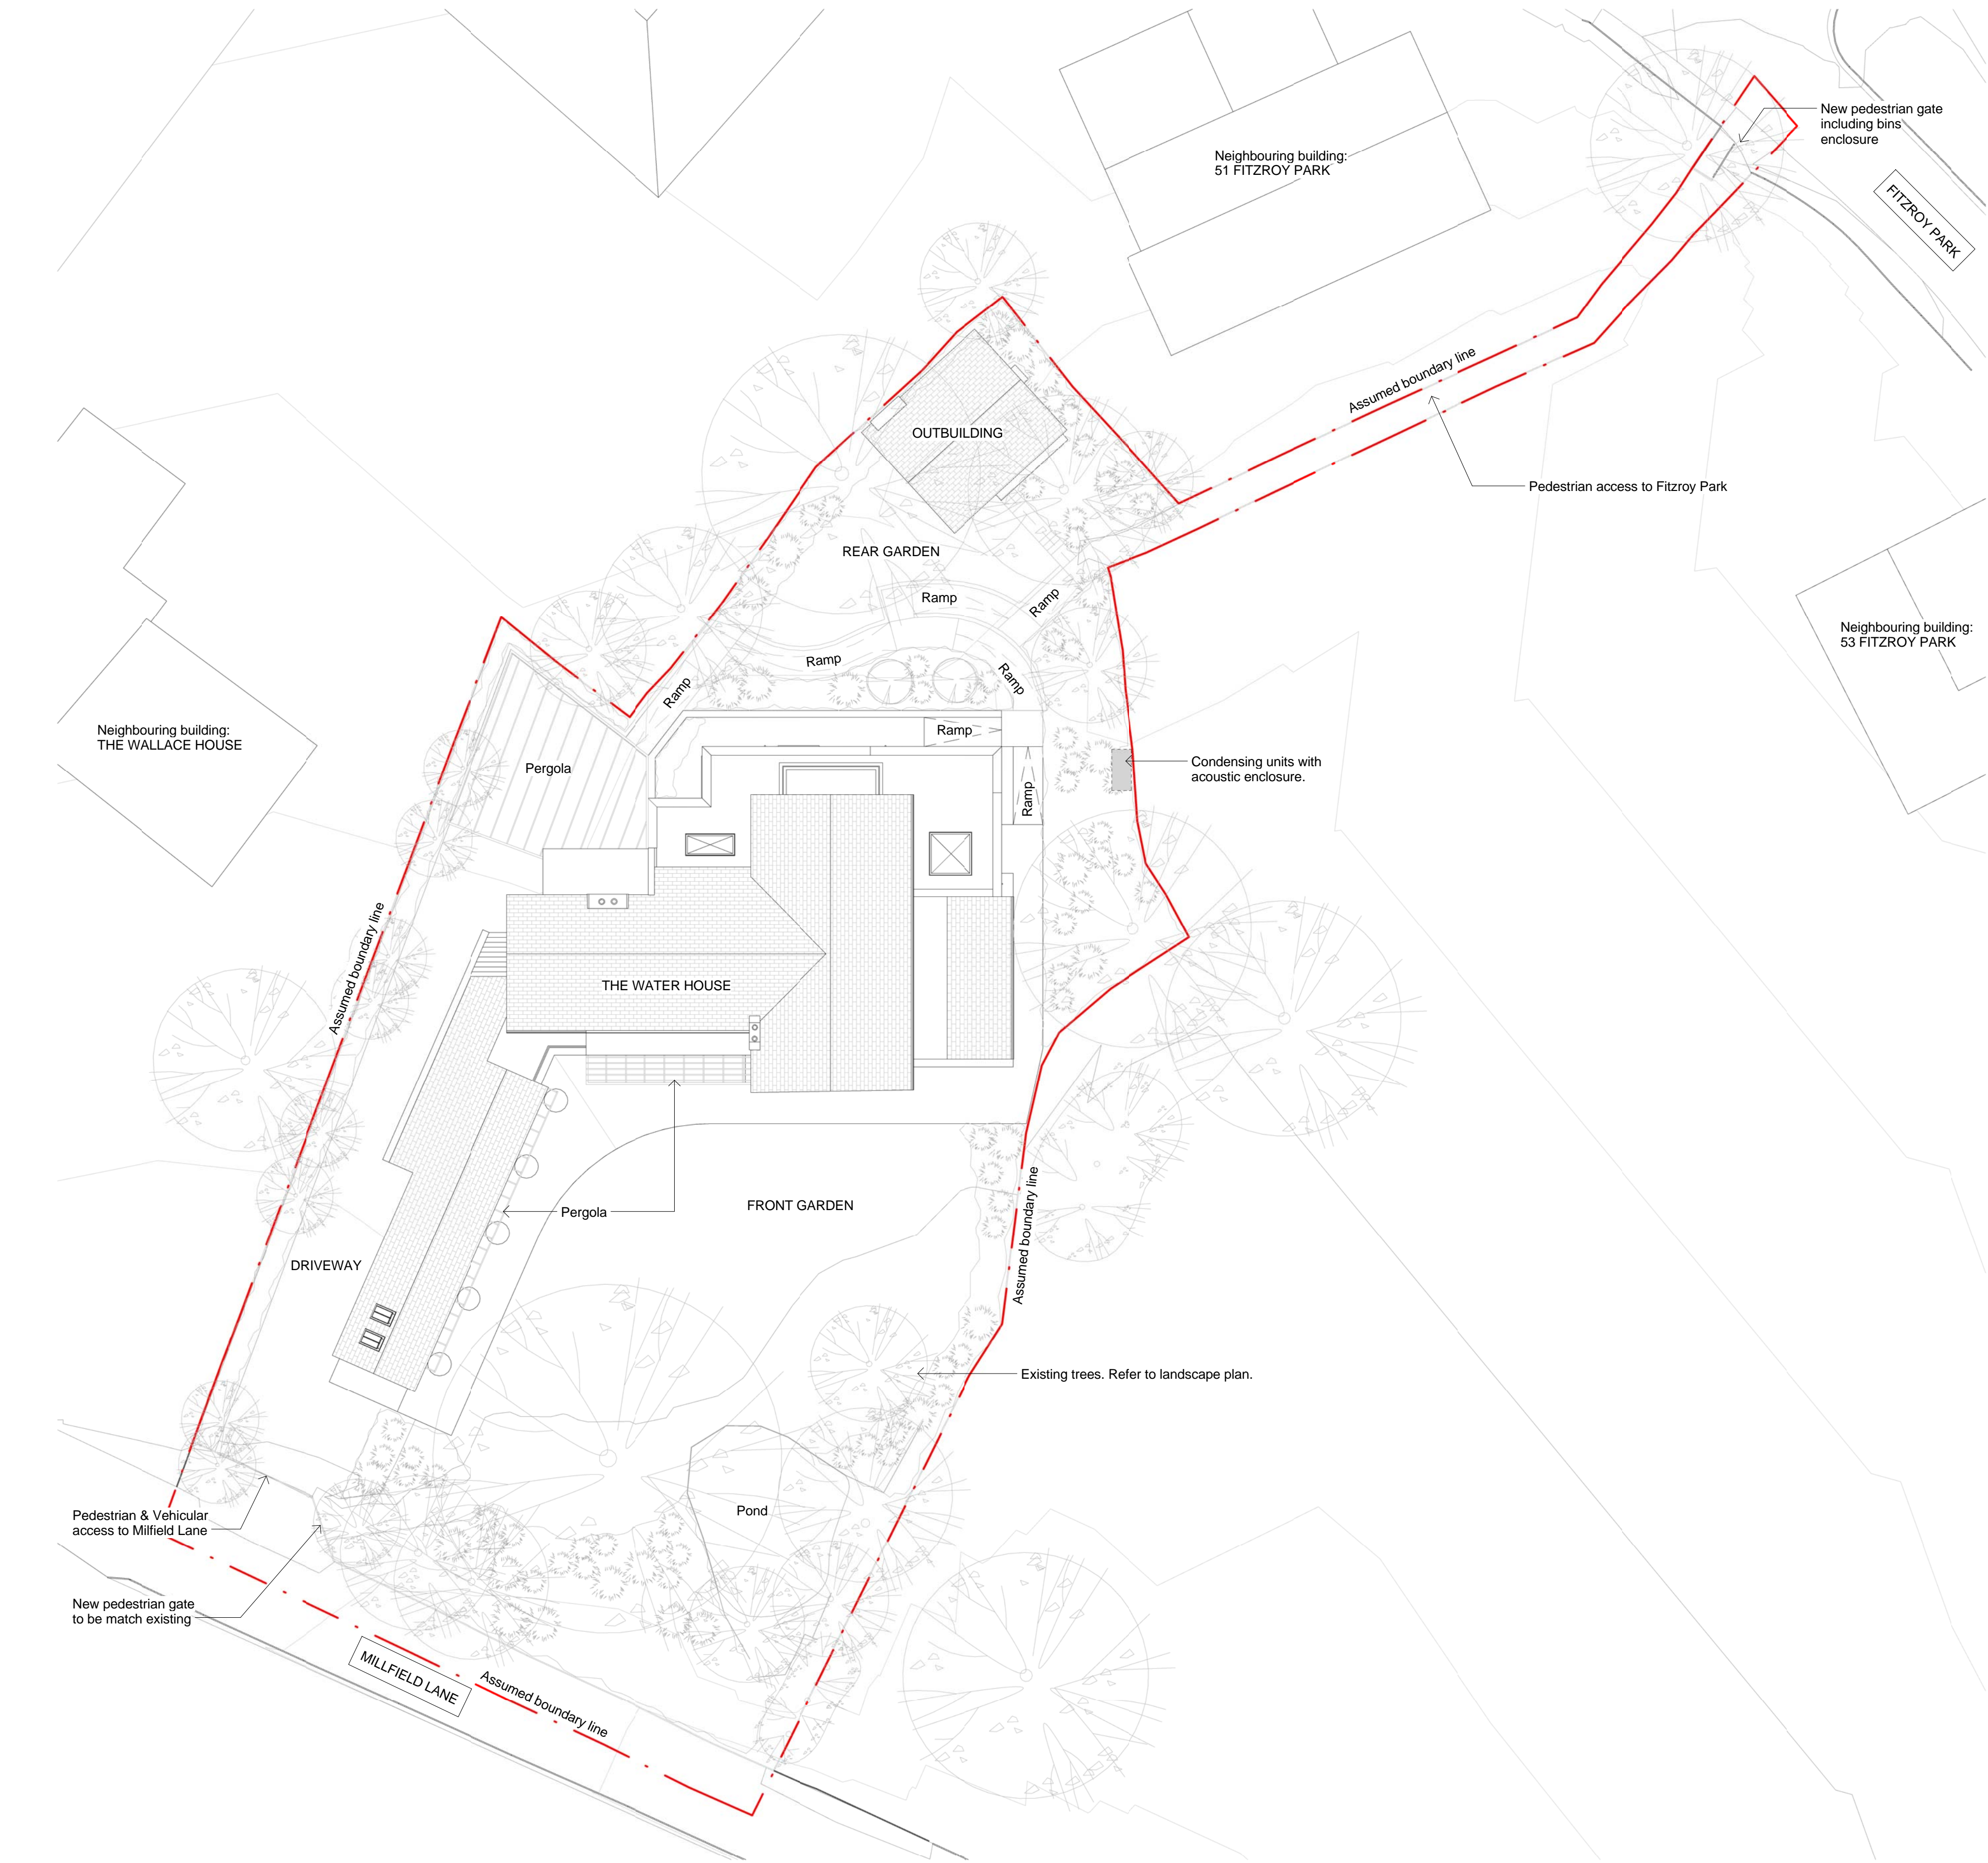 New pedestrian gate
including bins
enclosure
Neighbouring building:
51 FITZROY PARK
FITZROY PARK
Assumed boundary line
OUTBUILDING
Pedestrian access to Fitzroy Park
REAR GARDEN
Ramp
Ramp
Neighbouring building:
53 FITZROY PARK
Ramp
Ramp
Ramp
Neighbouring building:
THE WALLACE HOUSE
Ramp
Pergola
Condensing units with
acoustic enclosure.
Ramp
Assumed boundary line
THE WATER HOUSE
Assumed boundary line
FRONT GARDEN
Pergola
DRIVEWAY
Existing trees. Refer to landscape plan.
Pond
Pedestrian & Vehicular
access to Milfield Lane
New pedestrian gate
to be match existing
MILLFIELD LANE
Assumed boundary line